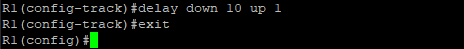 R1(config-track)#delay down 10 up 1
R1(config-track)#exit
R1(config)#